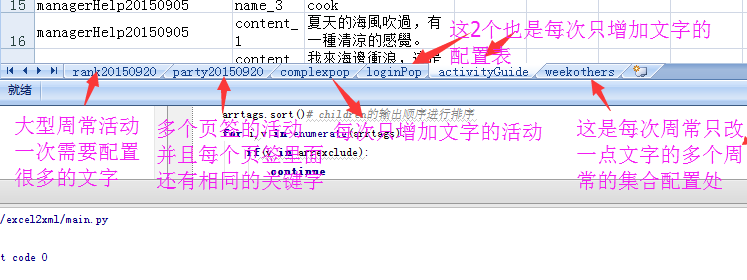 15 managerHelp20150905 name_3 cook
16 managerHelp20150905 content_1 夏天的海風吹過，有
一種清涼的感覺。
content
这2个也是每次只增加文字的
配置表
rank20150920 party20150920 complexpop loginPop activityGuide weekothers
就绪
arrtags.sort()# children的输出顺序进行排序
for i,v in enumerate(arrtags):
if(v in arrexclude):
continue
大型周常活动
一次需要配置
很多的文字
多个页签的活动
并且每个页签里面
还有相同的关键字
每次只增加文字的活动
这是每次周常只改
一点文字的多个周
常的集合配置处
/excel2xml/main.py
t code 0